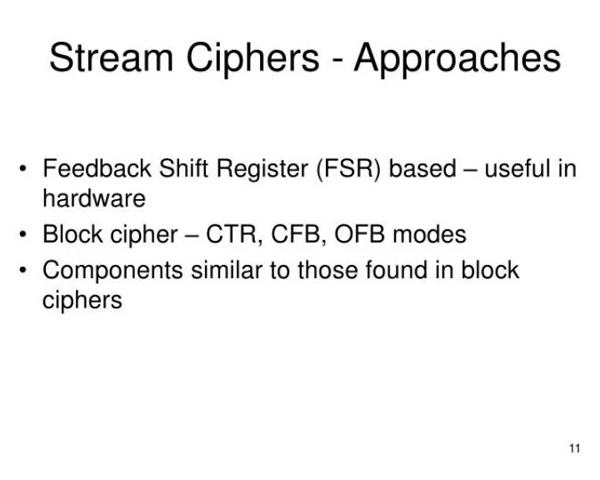 Stream Ciphers - Approaches
• Feedback Shift Register (FSR) based – useful in
hardware
• Block cipher – CTR, CFB, OFB modes
• Components similar to those found in block
ciphers
11